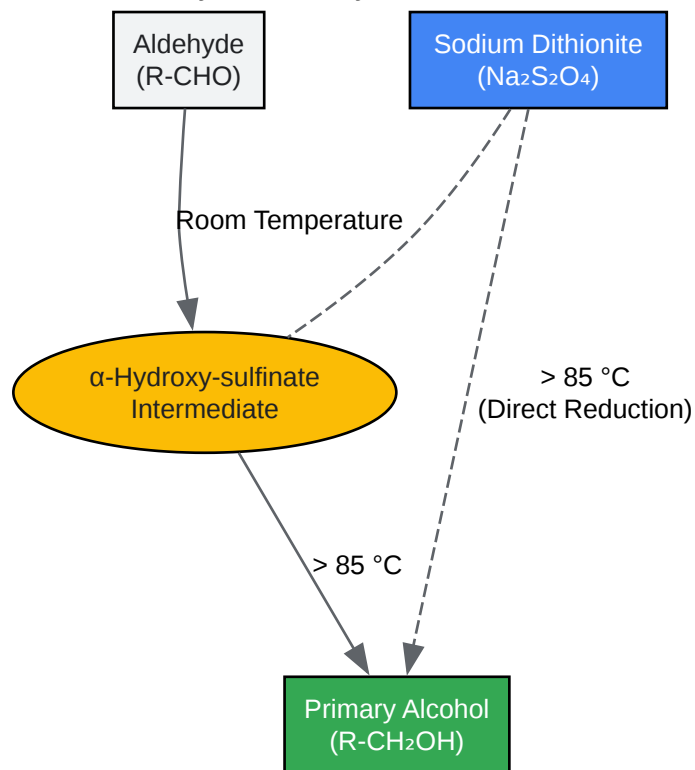 Aldehyde
(R-CHO)
Sodium Dithionite
(Na₂S₂O₄)
Room Temperature
α-Hydroxy-sulfinate
Intermediate
> 85 °C
(Direct Reduction)
> 85 °C
Primary Alcohol
(R-CH₂OH)